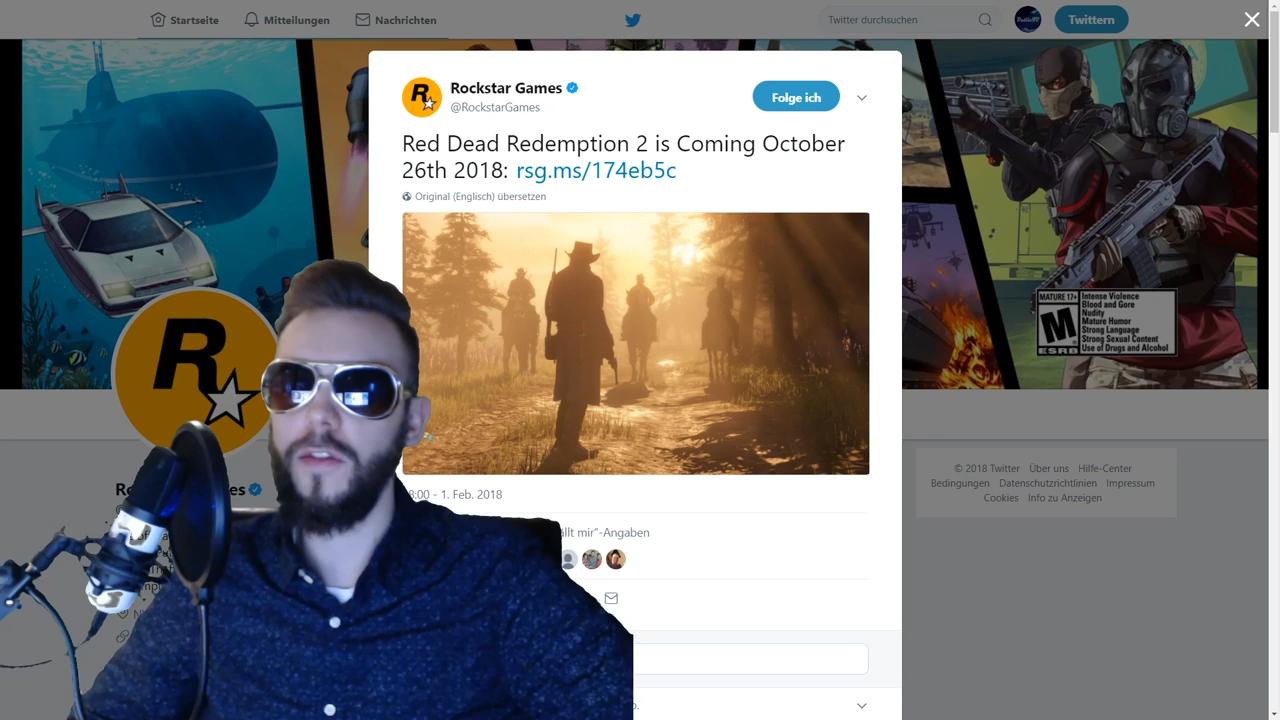 Startseite
Mitteilungen
Nachrichten
Twitter durchsuchen
Twittern
Rockstar Games
@RockstarGames
Folge ich
Red Dead Redemption 2 is Coming October
26th 2018: rsg.ms/174eb5c
Original (Englisch) übersetzen
:00 - 1. Feb. 2018
-Angaben
MATURE 17+
M
ESRB
Intense Violence
Blood and Gore
Nudity
Mature Humor
Strong Language
Strong Sexual Content
Use of Drugs and Alcohol
R
R
© 2018 Twitter Über uns Hilfe-Center
Bedingungen Datenschutzrichtlinien Impressum
Cookies Info zu Anzeigen